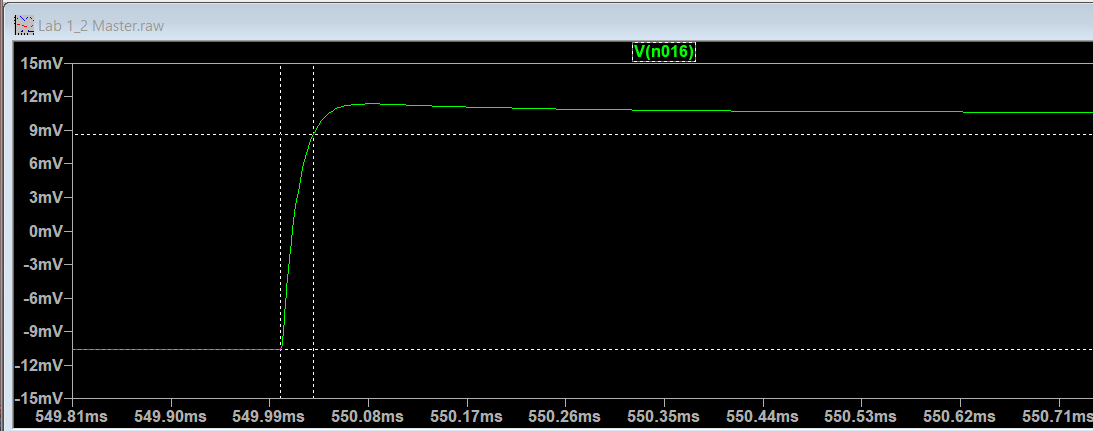 Lab 1_2 Master.raw
V(n016)
15mV
12mV
9mV
6mV
3mV
0mV
-3mV
-6mV
-9mV
-12mV
-15mV
549.81ms 549.90ms 549.99ms 550.08ms 550.17ms 550.26ms 550.35ms 550.44ms 550.53ms 550.62ms 550.71ms